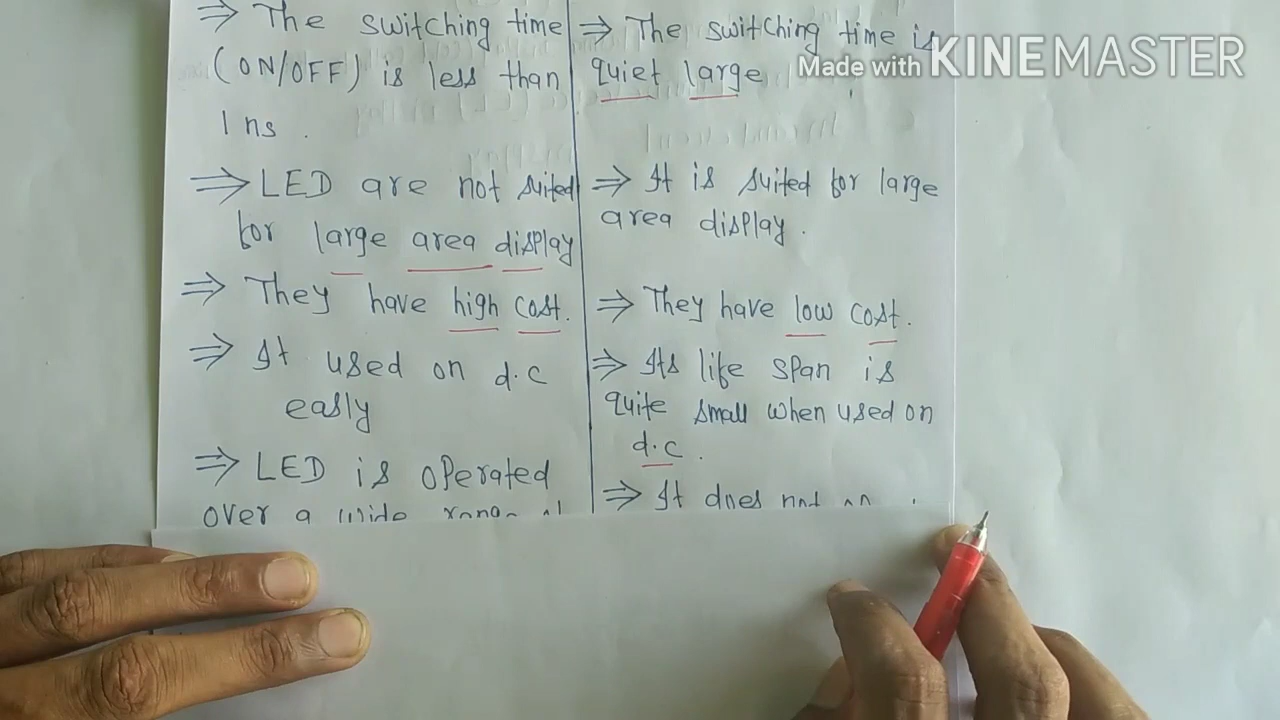 ⇒ The switching time
(ON/OFF) is less than
1 ns .
⇒ LED are not suited
for large area display
⇒ They have high cost.
⇒ It used on d.c
easly
⇒ LED is operated
over a wide
⇒ The switching time is
quiet large
⇒ It is suited for large
area display .
⇒ They have low cost.
⇒ Its life span is
quite small when used on
d.c .
⇒ It does not
Made with KINEMASTER